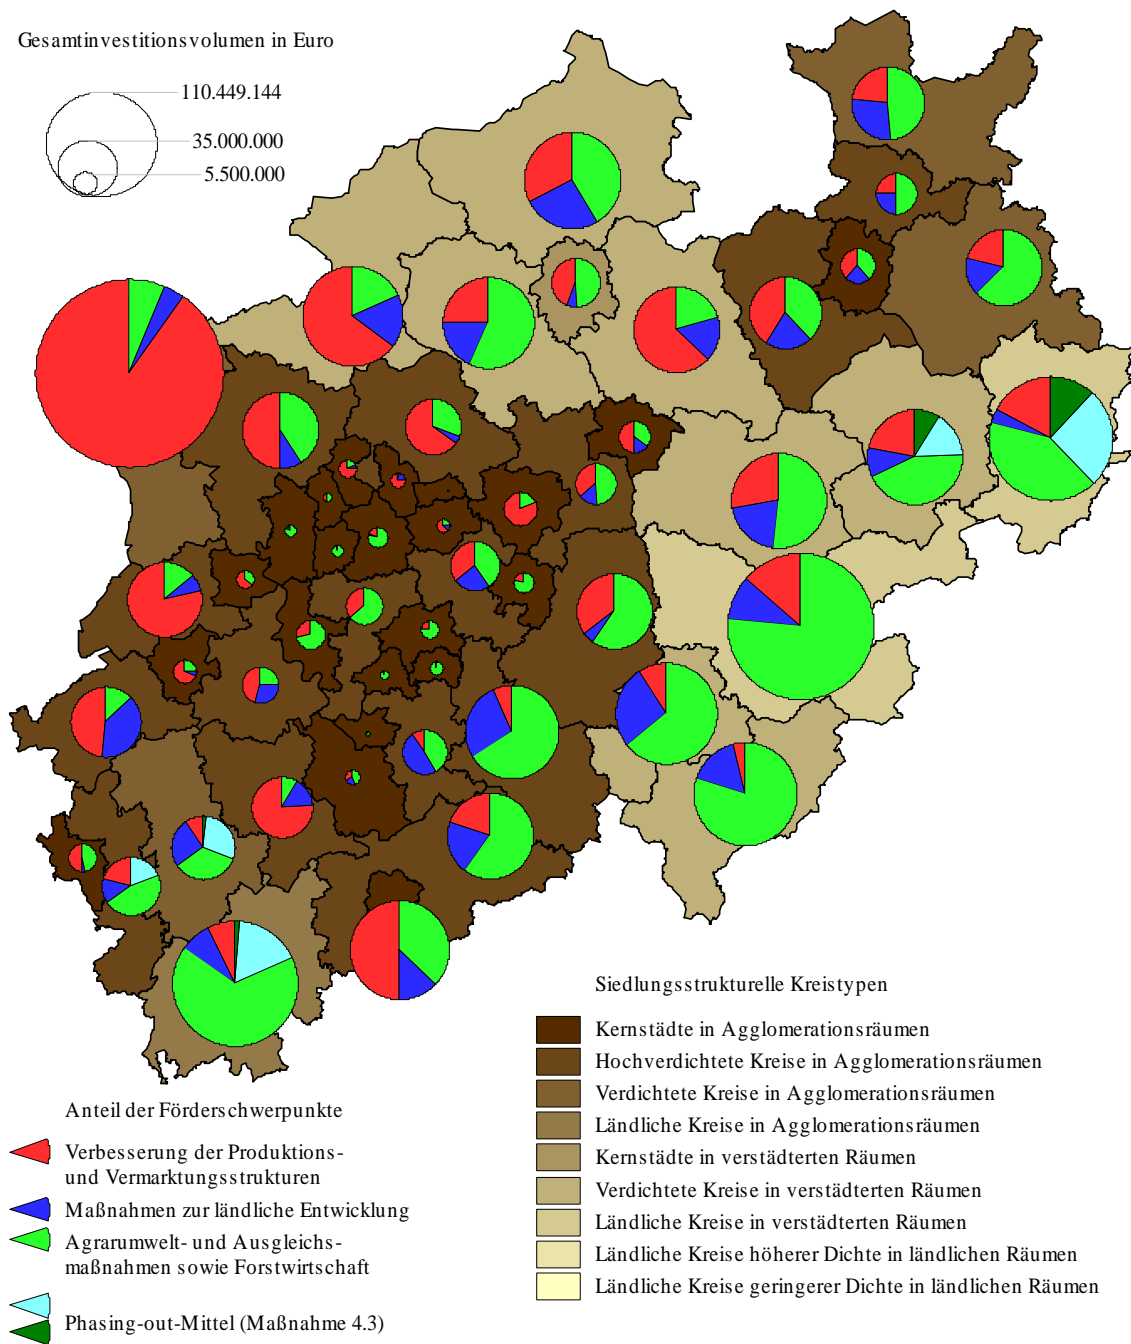 Gesamtinvestitionsvolumen in Euro
110.449.144
35.000.000
5.500.000
Siedlungsstrukturelle Kreistypen
Kernstädte in Agglomerationsräumen
Hochverdichtete Kreise in Agglomerationsräumen
Verdichtete Kreise in Agglomerationsräumen
Ländliche Kreise in Agglomerationsräumen
Kernstädte in verstädterten Räumen
Verdichtete Kreise in verstädterten Räumen
Ländliche Kreise in verstädterten Räumen
Ländliche Kreise höherer Dichte in ländlichen Räumen
Ländliche Kreise geringerer Dichte in ländlichen Räumen
Anteil der Förderschwerpunkte
Verbesserung der Produktions-
und Vermarktungsstrukturen
Maßnahmen zur ländliche Entwicklung
Agrarumwelt- und Ausgleichs-
maßnahmen sowie Forstwirtschaft
Phasing-out-Mittel (Maßnahme 4.3)